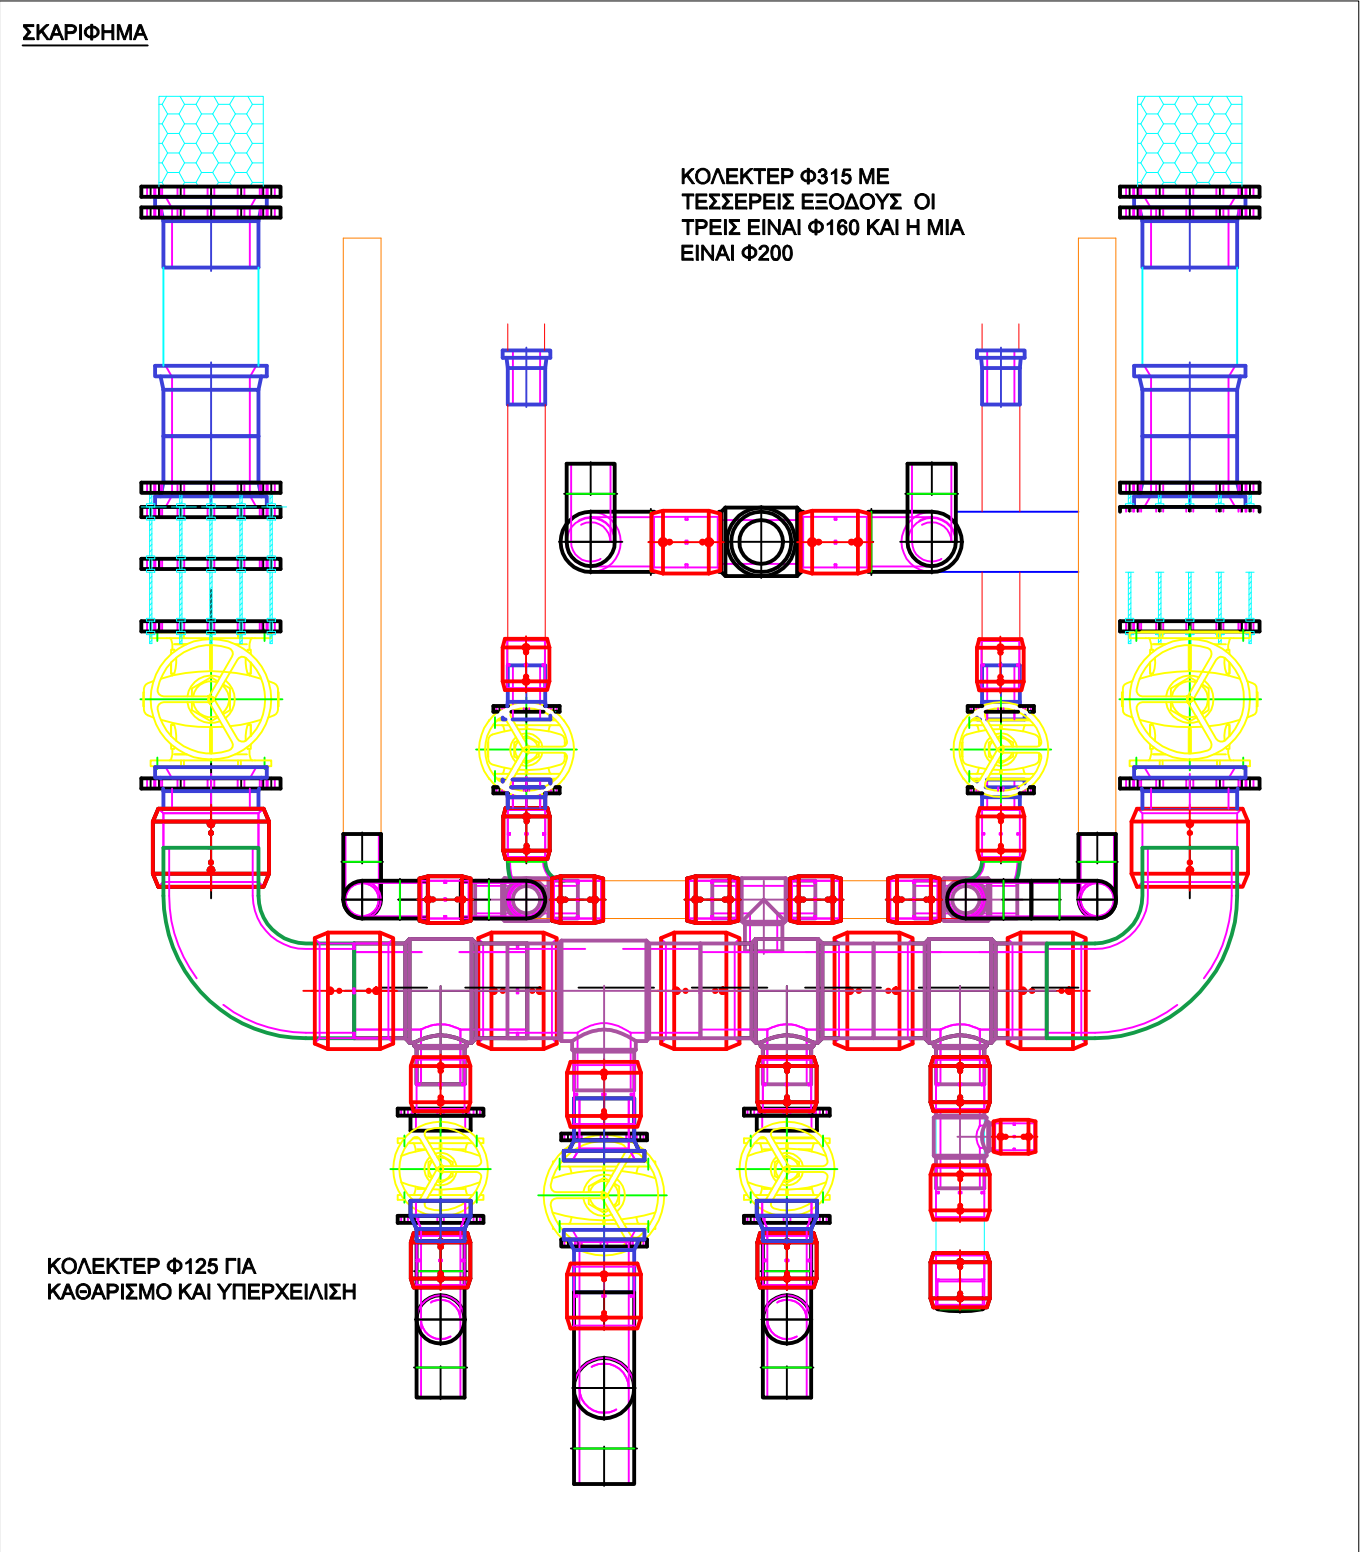 ΣΚΑΡΙΦΗΜΑ
ΚΟΛΕΚΤΕΡ Φ315 ΜΕ
ΤΕΣΣΕΡΕΙΣ ΕΞΟΔΟΥΣ ΟΙ
ΤΡΕΙΣ ΕΙΝΑΙ Φ160 ΚΑΙ Η ΜΙΑ
ΕΙΝΑΙ Φ200
ΚΟΛΕΚΤΕΡ Φ125 ΓΙΑ
ΚΑΘΑΡΙΣΜΟ ΚΑΙ ΥΠΕΡΧΕΙΛΙΣΗ